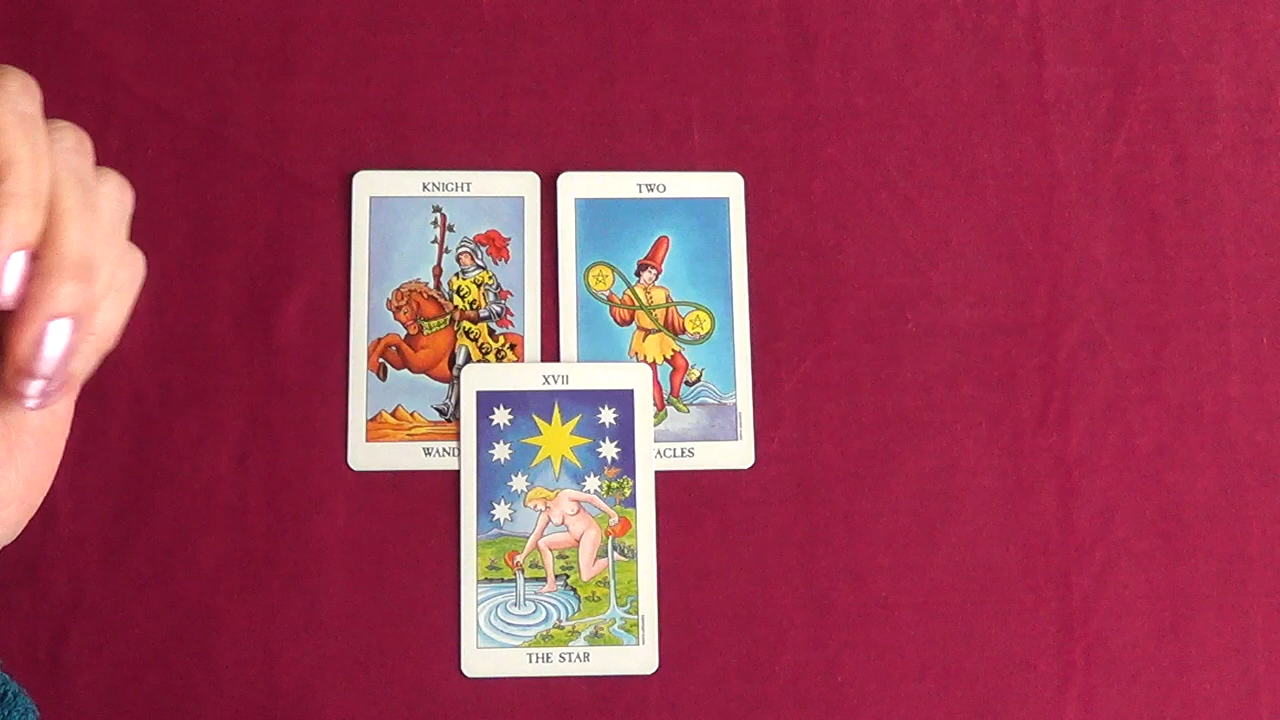 KNIGHT
TWO
WAND
ACLES
XVII
THE STAR